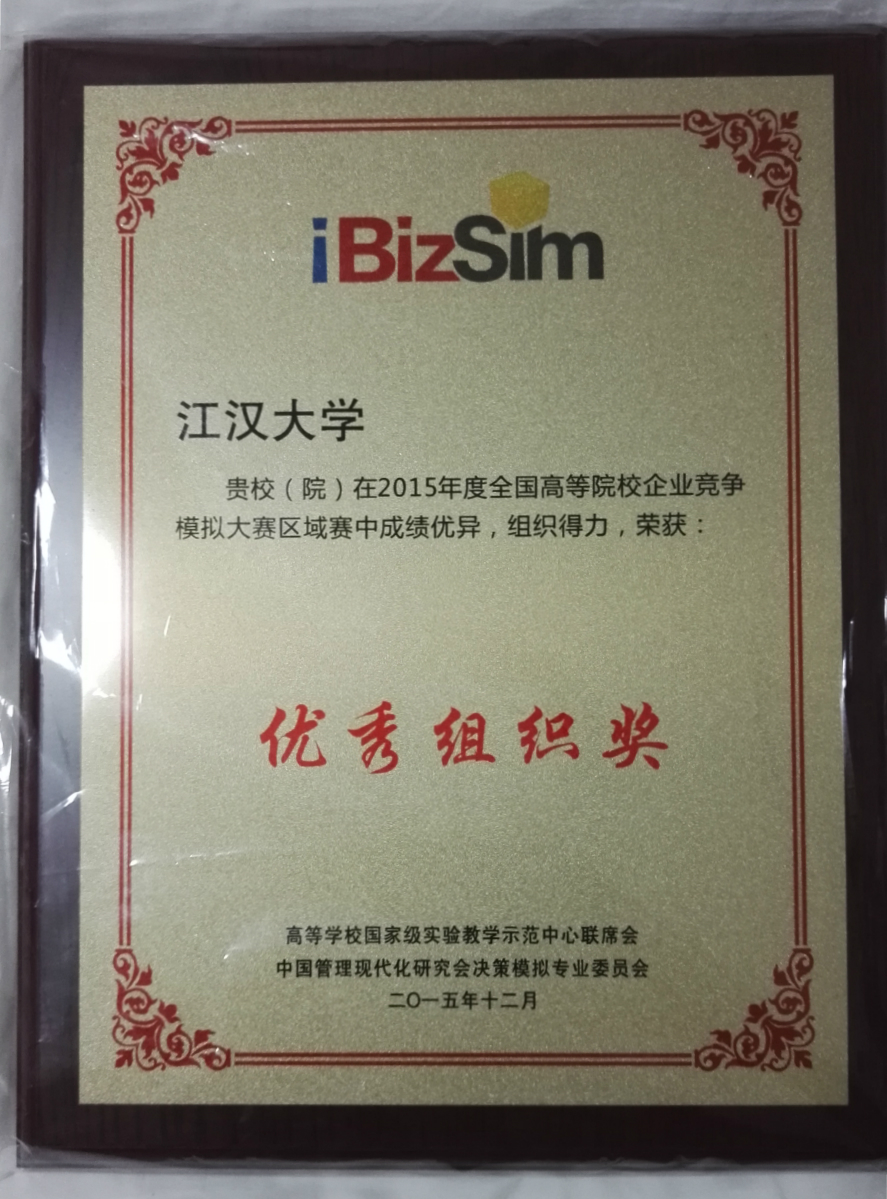 iBizSim
江汉大学
贵校（院）在2015年度全国高等院校企业竞争
模拟大赛区域赛中成绩优异，组织得力，荣获：
优秀组织奖
高等学校国家级实验教学示范中心联席会
中国管理现代化研究会决策模拟专业委员会
二〇一五年十二月